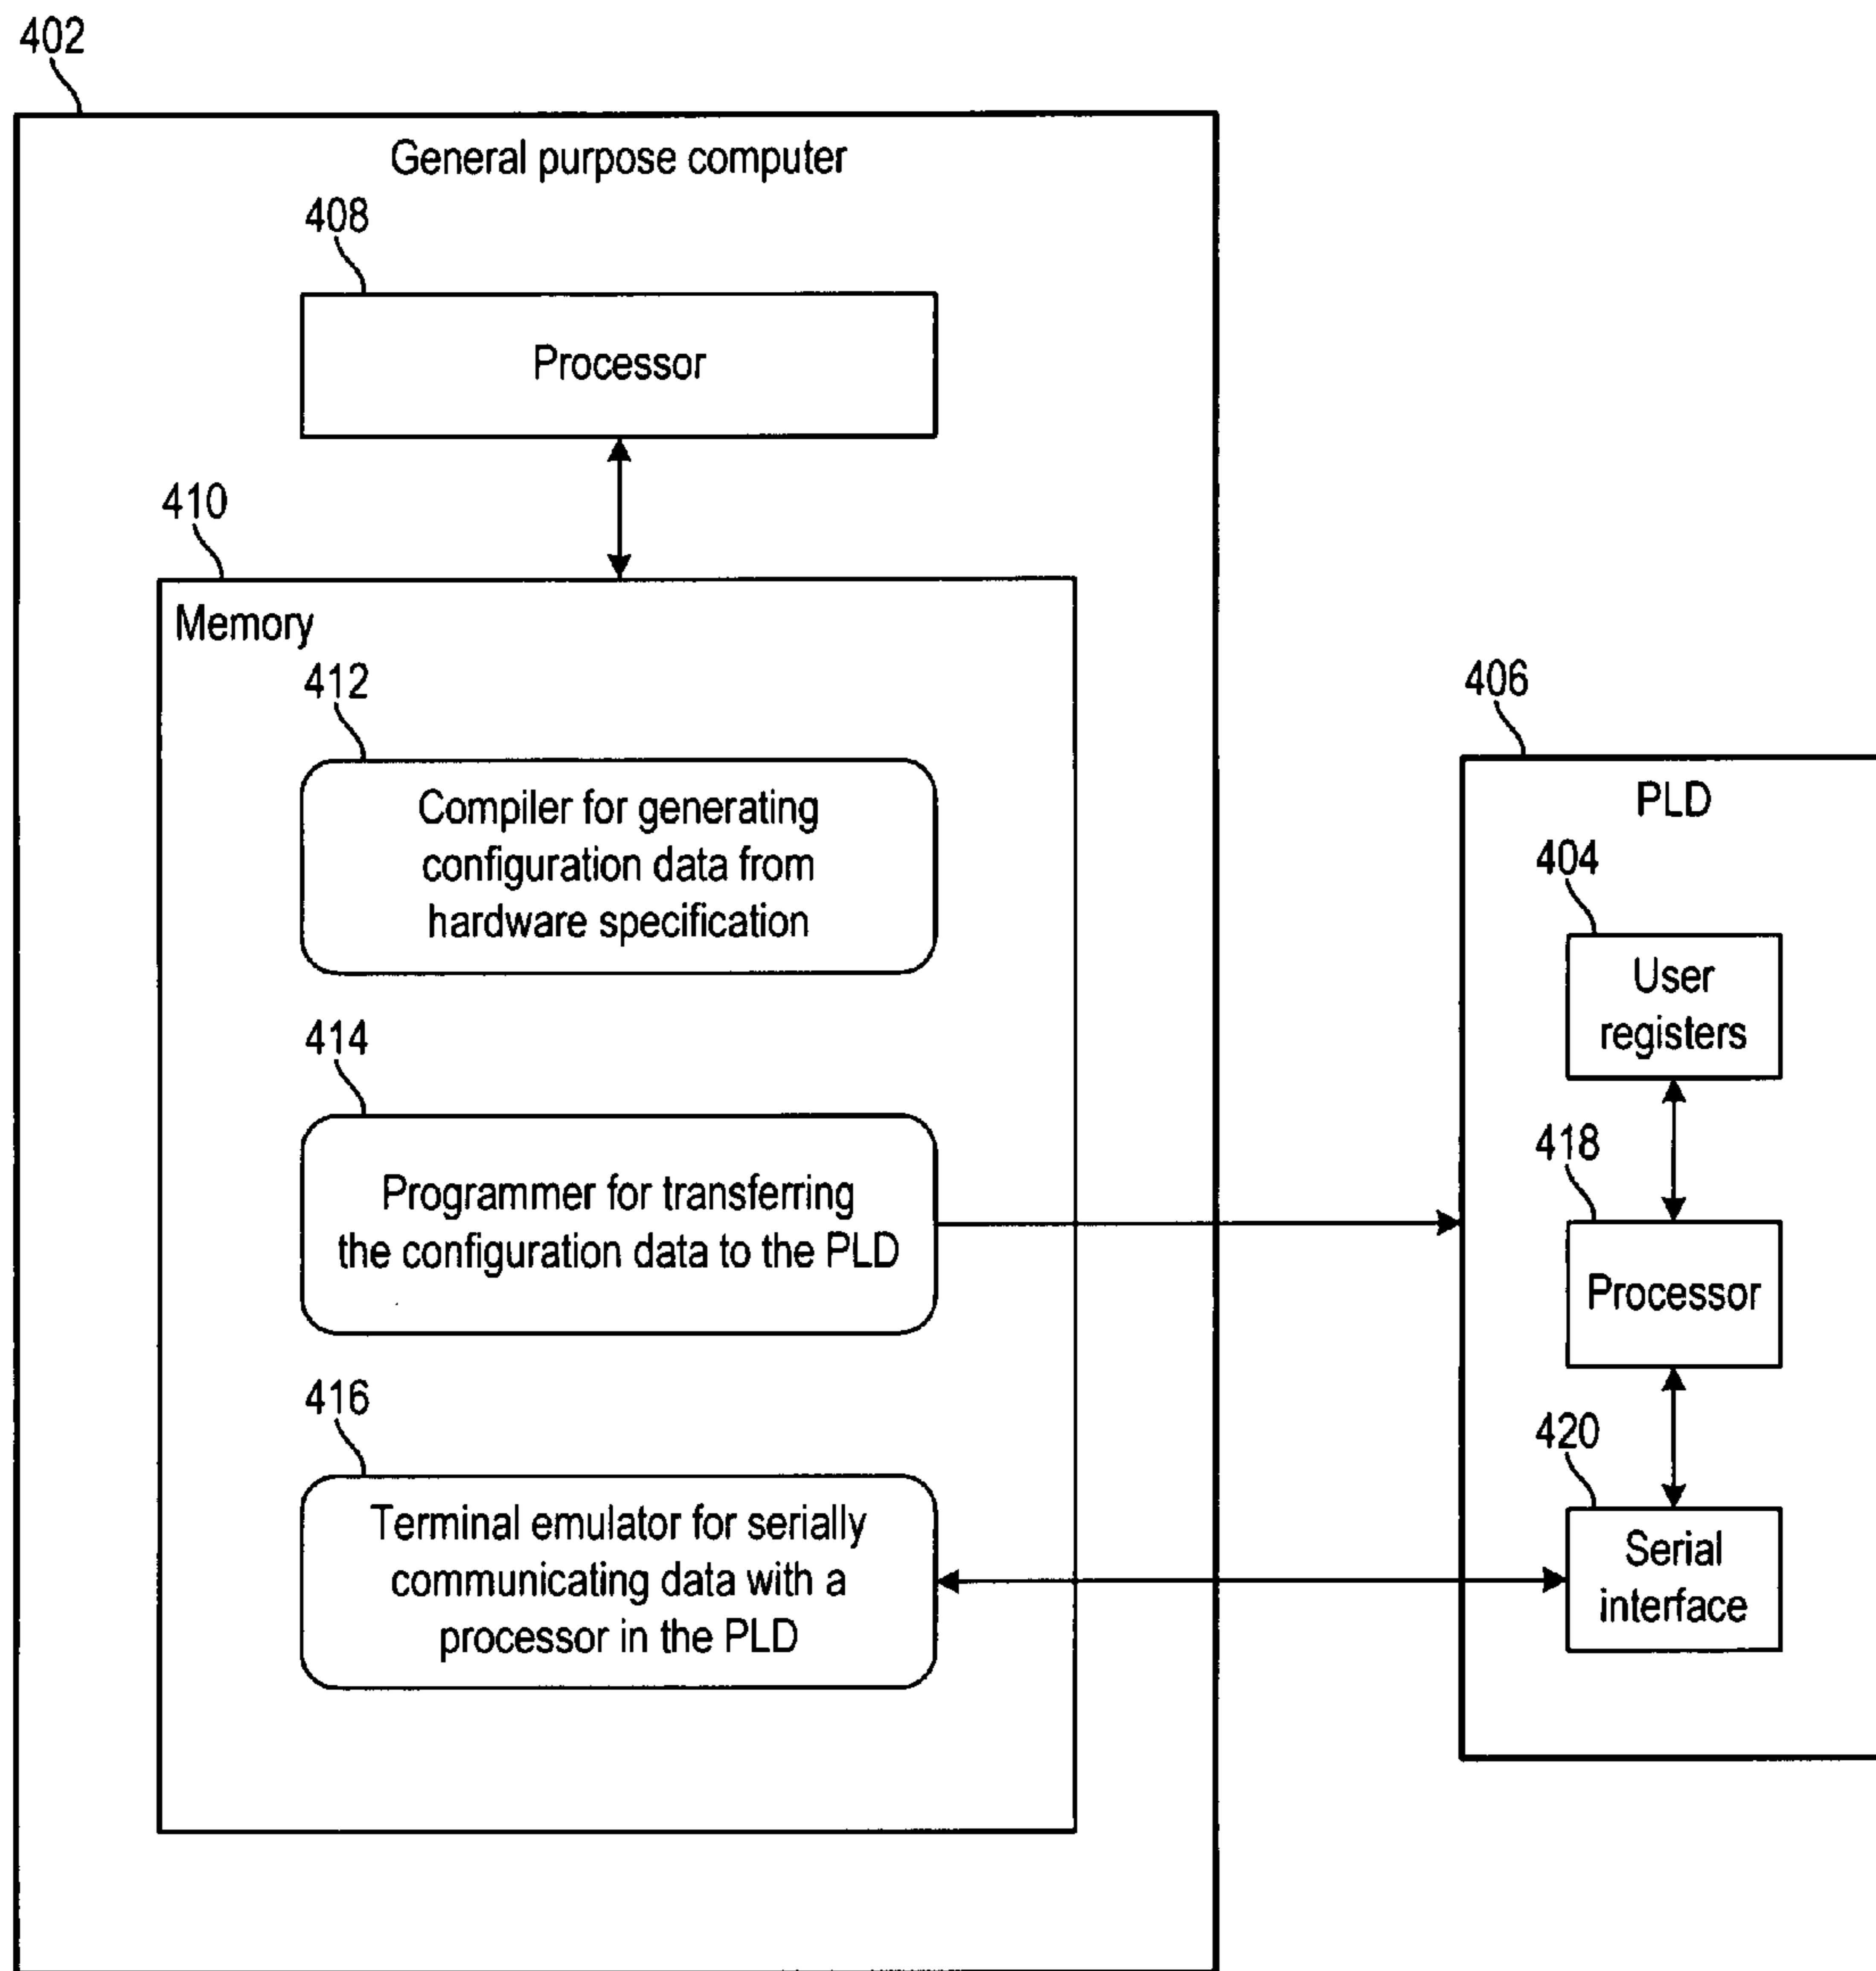 402
General purpose computer
408
Processor
410
Memory
412
Compiler for generating
configuration data from
hardware specification
414
Programmer for transferring
the configuration data to the PLD
416
Terminal emulator for serially
communicating data with a
processor in the PLD
406
PLD
404
User
registers
418
Processor
420
Serial
interface